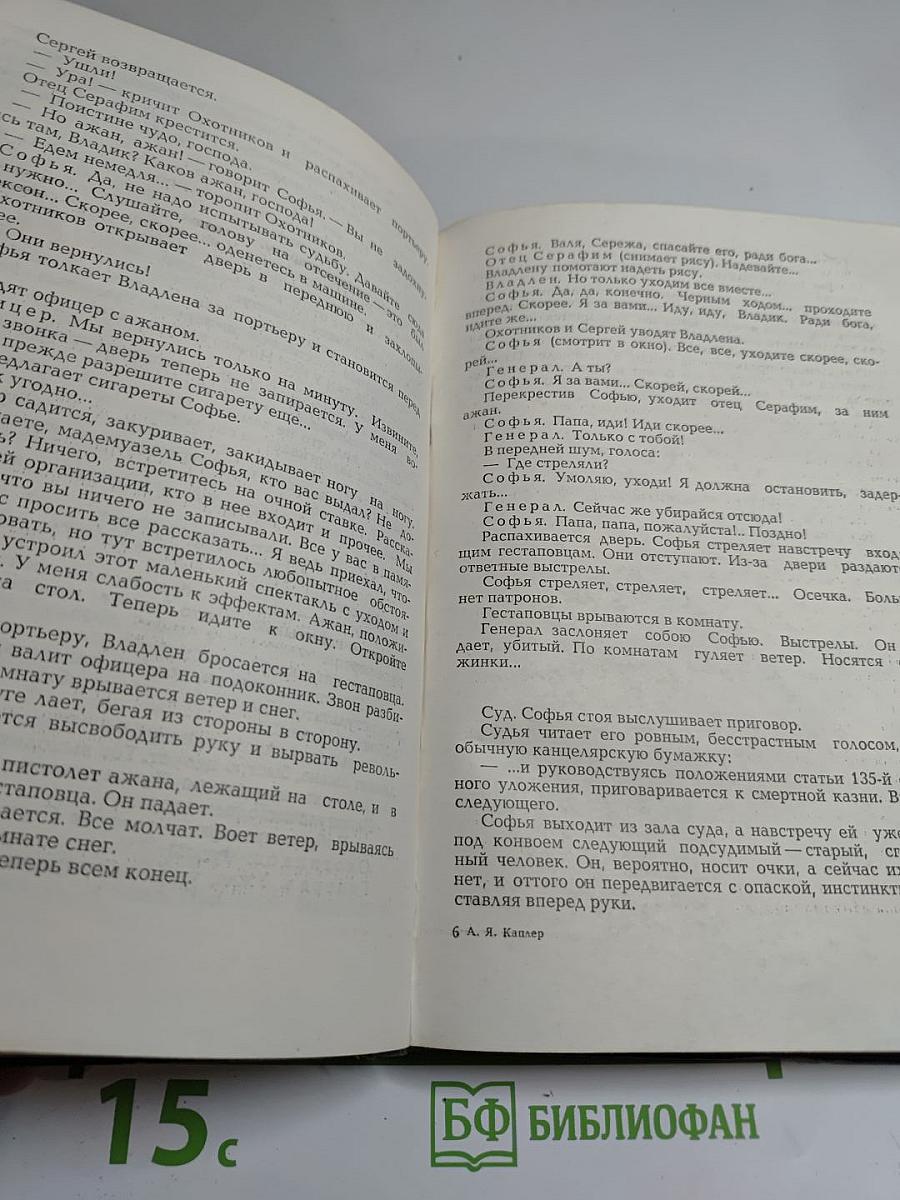 Сергей возвращается.
— Ушли!
— Ура! — кричит Охотников и распахивает портьеру.
Отец Серафим крестится.
— Поистине чудо, господа.
— Но ажан, ажан! — говорит Софья. — Вы не
там, Владик? Каков ажан, господа!
— Едем немедля... — торопит Охотников.
Софья. Да, не надо испытывать судьбу. Давайте сюда
нужно... Слушайте, голову на отсечение — это был
Скорее, скорее... оденетесь в машине.
открывает дверь в переднюю и
Они вернулись!
толкает Владлена за портьеру и становится перед
офицер с ажаном.
Мы вернулись только на минуту. Извините,
звонка — дверь теперь не запирается. У меня во-
прежде разрешите сигарету еще...
сигареты Софье.
угодно...
садится, закуривает, закидывает ногу на ногу.
мадемуазель Софья, кто вас выдал? Не до-
Ничего, встретитесь на очной ставке. Расска-
организации, кто в нее входит и прочее. Мы
что вы ничего не записывали. Все у вас в памя-
просить все рассказать... Я ведь приехал, что-
но тут встретилось любопытное обстоя-
устроил этот маленький спектакль с уходом и
У меня слабость к эффектам. Ажан, положи-
стол. Теперь идите к окну. Откройте
Владлен бросается на гестаповца.
валит офицера на подоконник. Звон разби-
врывается ветер и снег.
лает, бегая из стороны в сторону.
высвободить руку и вырвать револь-
пистолет ажана, лежащий на столе, и в
Он падает.
Все молчат. Воет ветер, врываясь
снег.
теперь всем конец.
Софья. Валя, Сережа, спасайте его, ради бога...
Отец Серафим (снимает рясу). Надевайте...
Владлену помогают надеть рясу.
Владлен. Но только уходим все вместе...
Софья. Да, да, конечно. Черным ходом... проходите
вперед. Скорее. Я за вами... Иду, иду, Владик. Ради бога,
идите же...
Охотников и Сергей уводят Владлена.
Софья (смотрит в окно). Все, все, уходите скорее, ско-
рей...
Генерал. А ты?
Софья. Я за вами... Скорей, скорей...
Перекрестив Софью, уходит отец Серафим, за ним
ажан.
Софья. Папа, иди! Иди скорее...
Генерал. Только с тобой!
В передней шум, голоса:
— Где стреляли?
Софья. Умоляю, уходи! Я должна остановить, задер-
жать...
Генерал. Сейчас же убирайся отсюда!
Софья. Папа, папа, пожалуйста!.. Поздно!
Распахивается дверь. Софья стреляет навстречу входя
щим гестаповцам. Они отступают. Из-за двери раздают
ответные выстрелы.
Софья стреляет, стреляет, стреляет... Осечка. Боль
нет патронов.
Гестаповцы врываются в комнату.
Генерал заслоняет собою Софью. Выстрелы. Он
дает, убитый. По комнатам гуляет ветер. Носятся
жинки...
Суд. Софья стоя выслушивает приговор.
Судья читает его ровным, бесстрастным голосом,
обычную канцелярскую бумажку:
— ...и руководствуясь положениями статьи 135-й
ного уложения, приговаривается к смертной казни. В
следующего.
Софья выходит из зала суда, а навстречу ей уже
под конвоем следующий подсудимый — старый,
ный человек. Он, вероятно, носит очки, а сейчас их
нет, и оттого он передвигается с опаской, инстинкт
ставляя вперед руки.
6 А. Я. Каплер
15 с
БФ БИБЛИОФАН